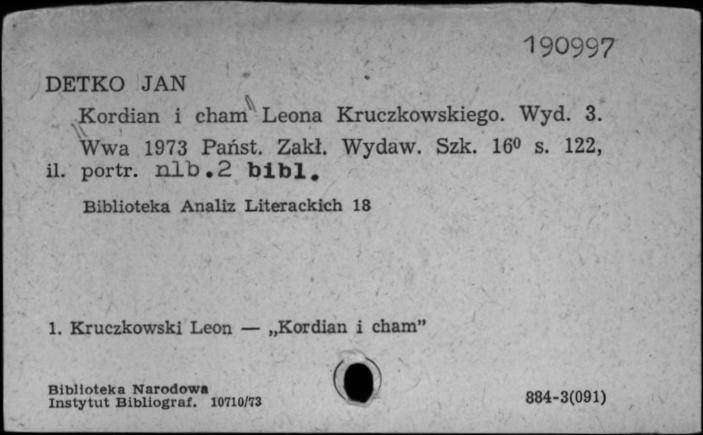 190997
DETKO JAN
Kordian i cham Leona Kruczkowskiego. Wyd. 3.
Wwa 1973 Państ. Zakł. Wydaw. Szk. 16⁰ s. 122,
il. portr. nlb.2 bibl.
Biblioteka Analiz Literackich 18
1. Kruczkowski Leon — „Kordian i cham”
Biblioteka Narodowa
Instytut Bibliograf. 10710/73
884-3(091)